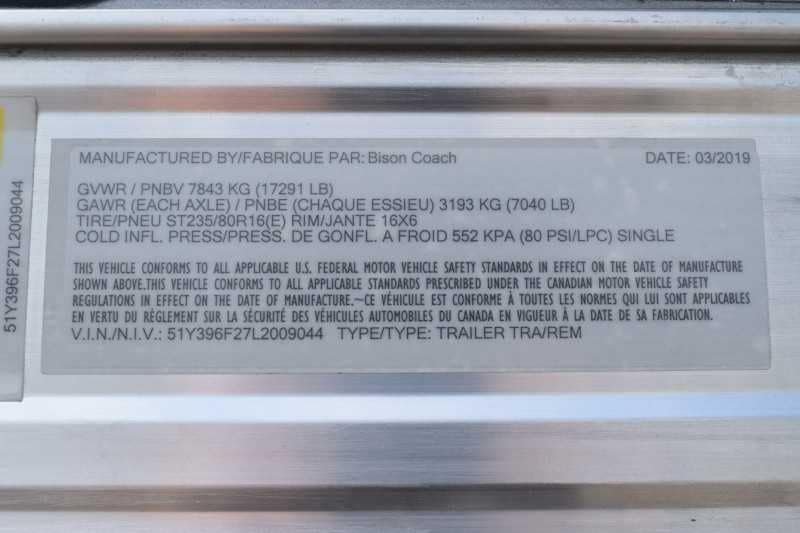 MANUFACTURED BY/FABRIQUE PAR: Bison Coach DATE: 03/2019
GVWR / PNBV 7843 KG (17291 LB)
GAWR (EACH AXLE) / PNBE (CHAQUE ESSIEU) 3193 KG (7040 LB)
TIRE/PNEU ST235/80R16(E) RIM/JANTE 16X6
COLD INFL. PRESS/PRESS. DE GONFL. A FROID 552 KPA (80 PSI/LPC) SINGLE
THIS VEHICLE CONFORMS TO ALL APPLICABLE U.S. FEDERAL MOTOR VEHICLE SAFETY STANDARDS IN EFFECT ON THE DATE OF MANUFACTURE
SHOWN ABOVE.THIS VEHICLE CONFORMS TO ALL APPLICABLE STANDARDS PRESCRIBED UNDER THE CANADIAN MOTOR VEHICLE SAFETY
REGULATIONS IN EFFECT ON THE DATE OF MANUFACTURE.~CE VÉHICULE EST CONFORME À TOUTES LES NORMES QUI LUI SONT APPLICABLES
EN VERTU DU RÈGLEMENT SUR LA SÉCURITÉ DES VÉHICULES AUTOMOBILES DU CANADA EN VIGUEUR À LA DATE DE SA FABRICATION.
V.I.N./N.I.V.: 51Y396F27L2009044 TYPE/TYPE: TRAILER TRA/REM
51Y396F27L2009044